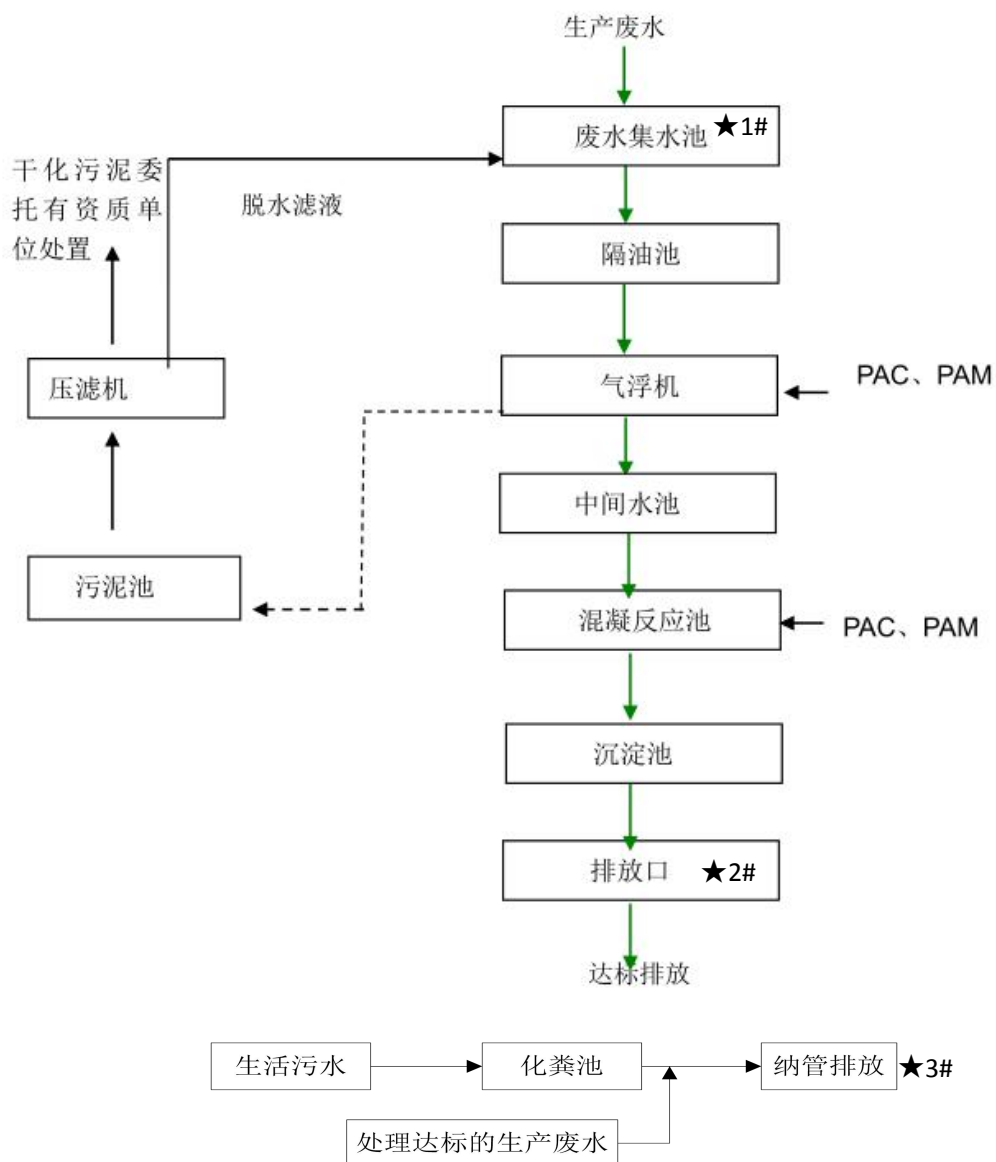 生产废水
废水集水池 ★1#
干化污泥委
托有资质单
位处置
脱水滤液
隔油池
压滤机
气浮机
PAC、PAM
中间水池
污泥池
混凝反应池
PAC、PAM
沉淀池
排放口 ★2#
达标排放
生活污水
化粪池
纳管排放 ★3#
处理达标的生产废水